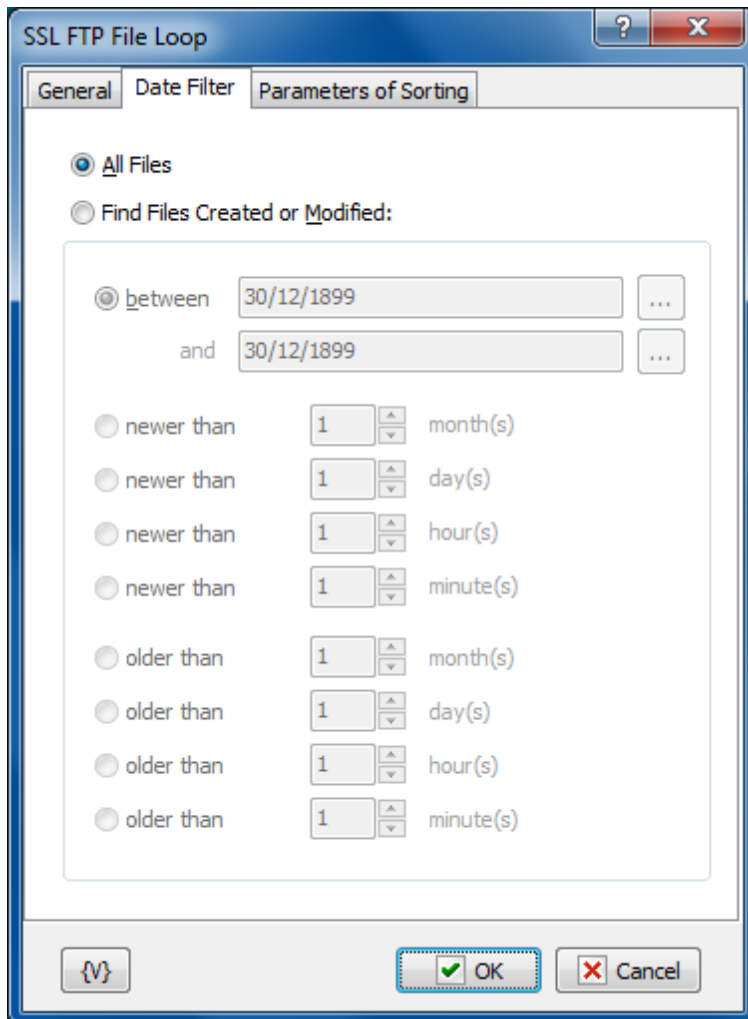 SSL FTP File Loop
?
General Date Filter Parameters of Sorting
All Files
Find Files Created or Modified:
between 30/12/1899 ...
and 30/12/1899 ...
newer than 1 month(s)
newer than 1 day(s)
newer than 1 hour(s)
newer than 1 minute(s)
older than 1 month(s)
older than 1 day(s)
older than 1 hour(s)
older than 1 minute(s)
{V} OK Cancel